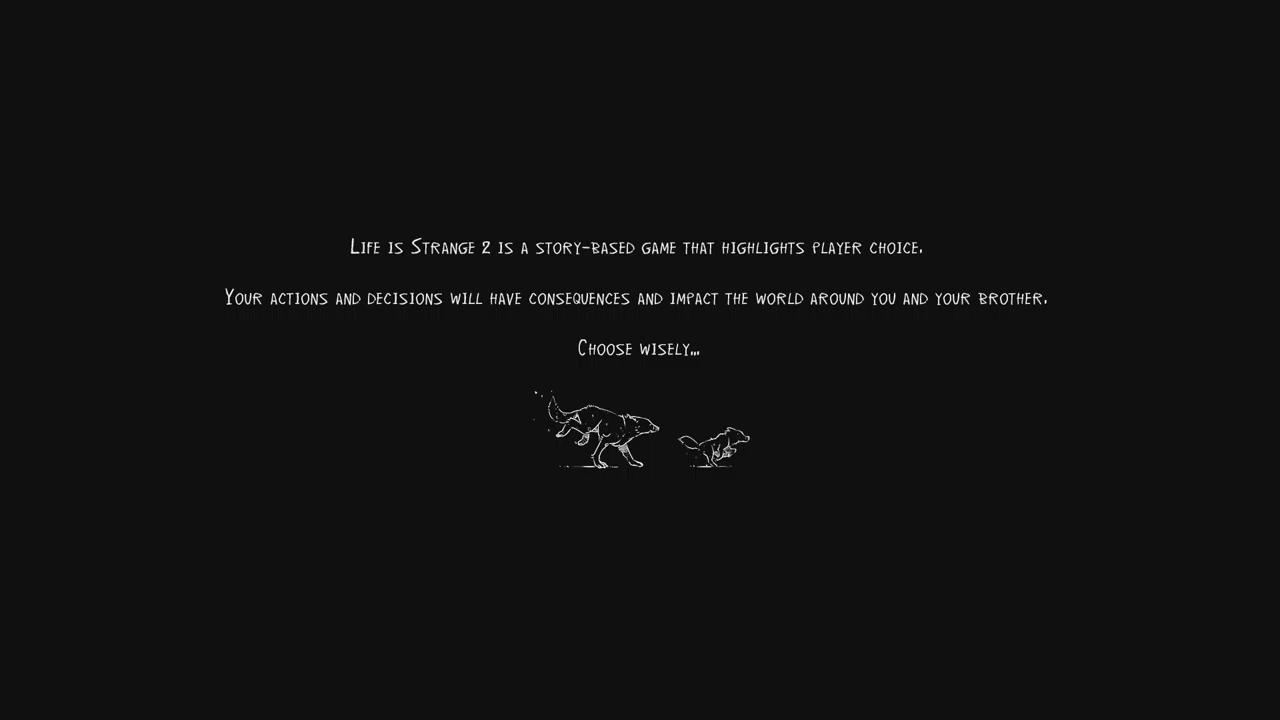 Life is Strange 2 is a story-based game that highlights player choice.
Your actions and decisions will have consequences and impact the world around you and your brother.
Choose wisely...